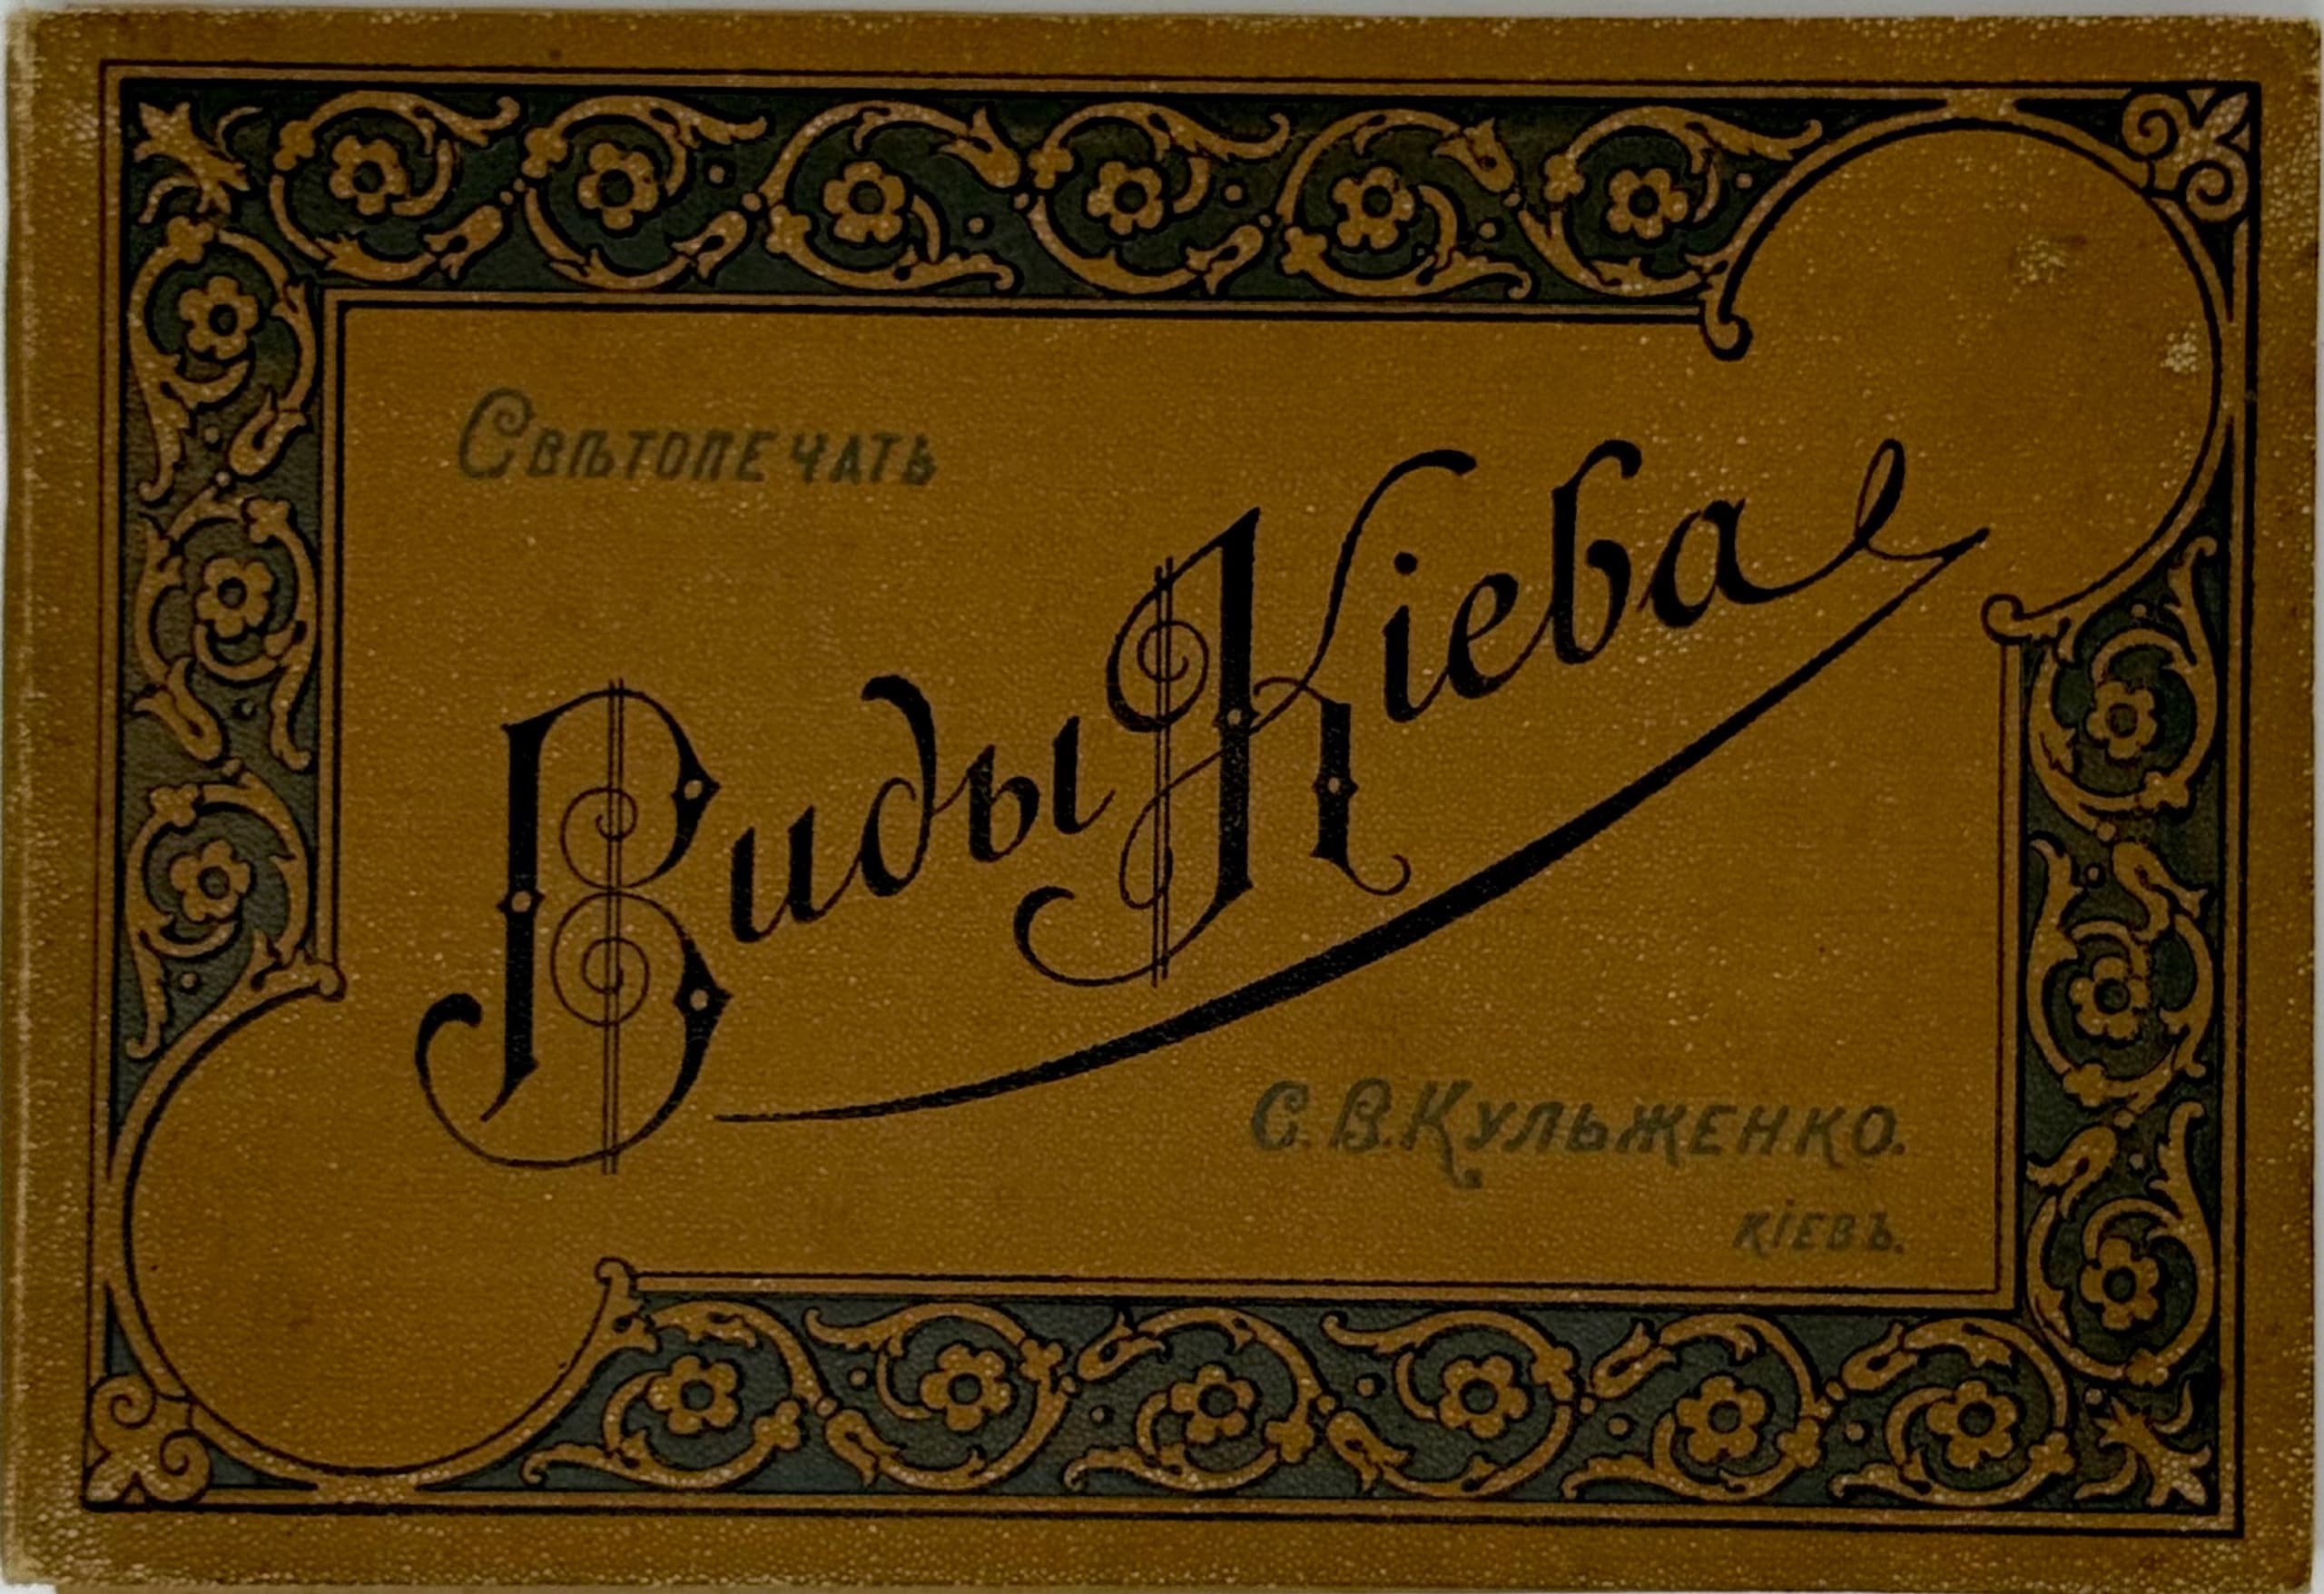 Свѣтопечать
Виды Кіева
С. В. Кульженко.
Кіевъ.